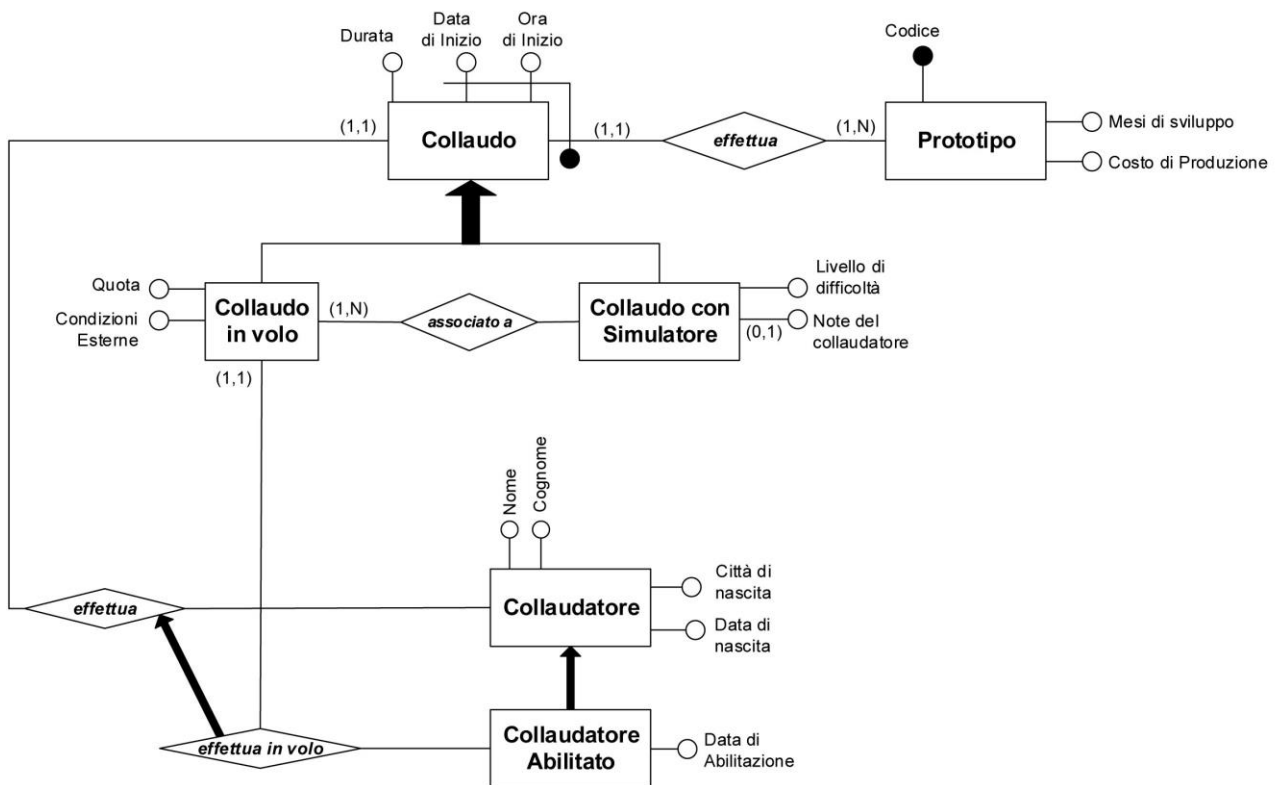 Durata
Data
di Inizio
Ora
di Inizio
Codice
(1,1)
Collaudo
(1,1)
effettua
(1,N)
Prototipo
Mesi di sviluppo
Costo di Produzione
Quota
Condizioni
Esterne
Collaudo
in volo
(1,N)
associato a
Collaudo con
Simulatore
Livello di
difficoltà
(0,1)
Note del
collaudatore
(1,1)
Nome
Cognome
effettua
Collaudatore
Città di
nascita
Data di
nascita
effettua in volo
Collaudatore
Abilitato
Data di
Abilitazione